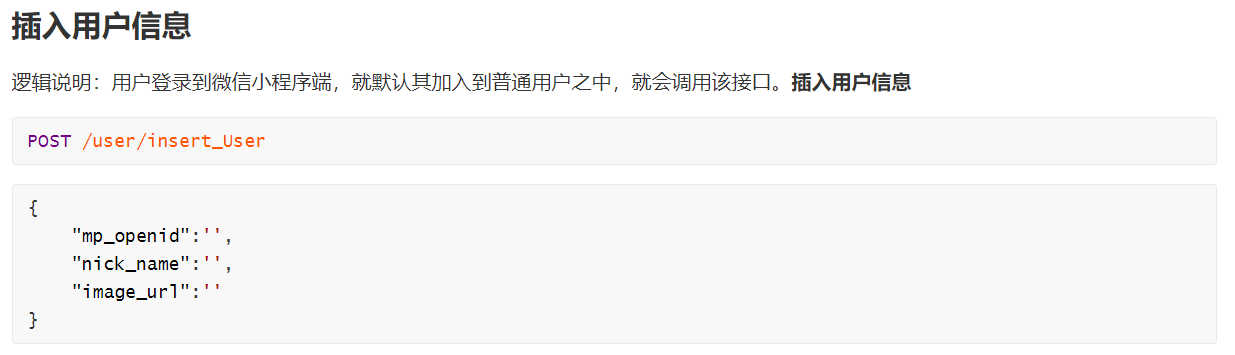 插入用户信息
逻辑说明：用户登录到微信小程序端，就默认其加入到普通用户之中，就会调用该接口。插入用户信息
POST /user/insert_User
{
    "mp_openid":'',
    "nick_name":'',
    "image_url":''
}